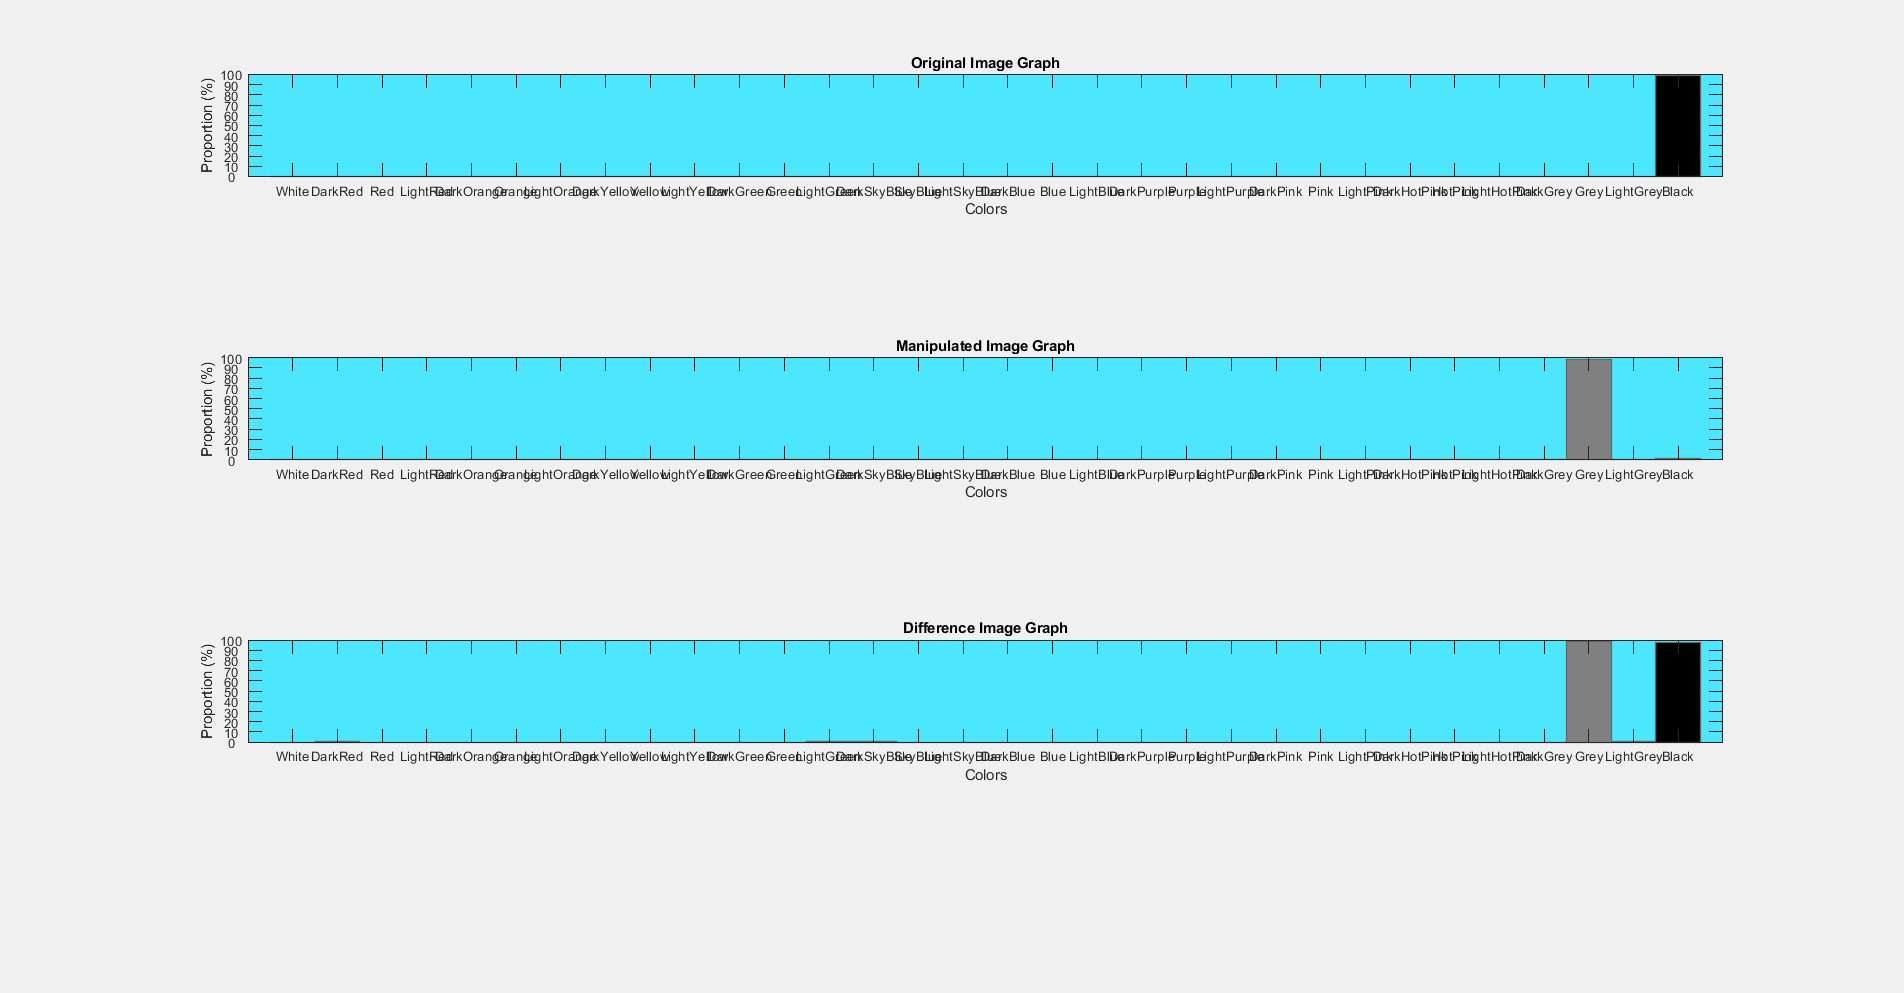 Original Image Graph
100
90
80
70
60
50
40
30
20
10
0
Proportion (%)
White DarkRed Red LightRed DarkOrange Orange LightOrange DarkYellow Yellow LightYellow DarkGreen Green LightGreen DarkSkyBlue SkyBlue LightSkyBlue DarkBlue Blue LightBlue DarkPurple Purple LightPurple DarkPink Pink LightPink DarkHotPink HotPink LightHotPink DarkGrey Grey LightGrey Black
Colors
Manipulated Image Graph
100
90
80
70
60
50
40
30
20
10
0
Proportion (%)
White DarkRed Red LightRed DarkOrange Orange LightOrange DarkYellow Yellow LightYellow DarkGreen Green LightGreen DarkSkyBlue SkyBlue LightSkyBlue DarkBlue Blue LightBlue DarkPurple Purple LightPurple DarkPink Pink LightPink DarkHotPink HotPink LightHotPink DarkGrey Grey LightGrey Black
Colors
Difference Image Graph
100
90
80
70
60
50
40
30
20
10
0
Proportion (%)
White DarkRed Red LightRed DarkOrange Orange LightOrange DarkYellow Yellow LightYellow DarkGreen Green LightGreen DarkSkyBlue SkyBlue LightSkyBlue DarkBlue Blue LightBlue DarkPurple Purple LightPurple DarkPink Pink LightPink DarkHotPink HotPink LightHotPink DarkGrey Grey LightGrey Black
Colors